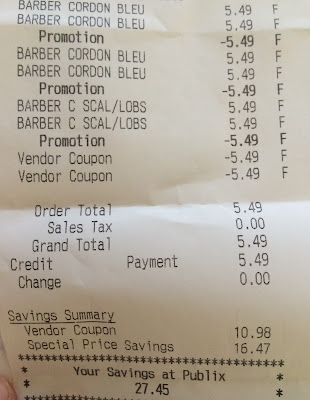 BARBER CORDON BLEU 5.49 F
BARBER CORDON BLEU 5.49 F
Promotion -5.49 F
BARBER CORDON BLEU 5.49 F
BARBER CORDON BLEU 5.49 F
Promotion -5.49 F
BARBER C SCAL/LOBS 5.49 F
BARBER C SCAL/LOBS 5.49 F
Promotion -5.49 F
Vendor Coupon -5.49 F
Vendor Coupon -5.49 F
Order Total 5.49
Sales Tax 0.00
Grand Total 5.49
Credit Payment 5.49
Change 0.00
Savings Summary
Vendor Coupon 10.98
Special Price Savings 16.47
****************************************
* Your Savings at Publix *
* 27.45 *